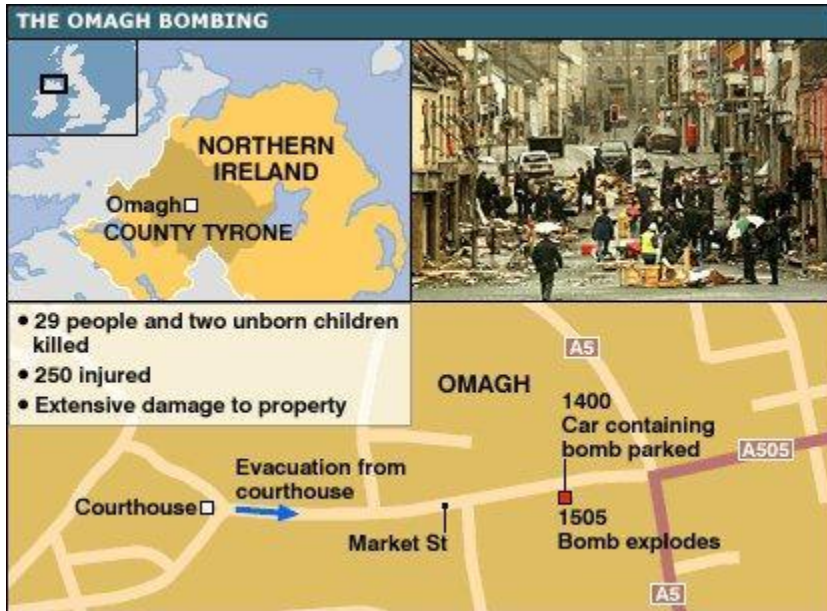 THE OMAGH BOMBING
NORTHERN
IRELAND
Omagh
COUNTY TYRONE
• 29 people and two unborn children
killed
• 250 injured
• Extensive damage to property
A5
OMAGH
1400
Car containing
bomb parked
A505
Evacuation from
courthouse
Courthouse
Market St
1505
Bomb explodes
A5